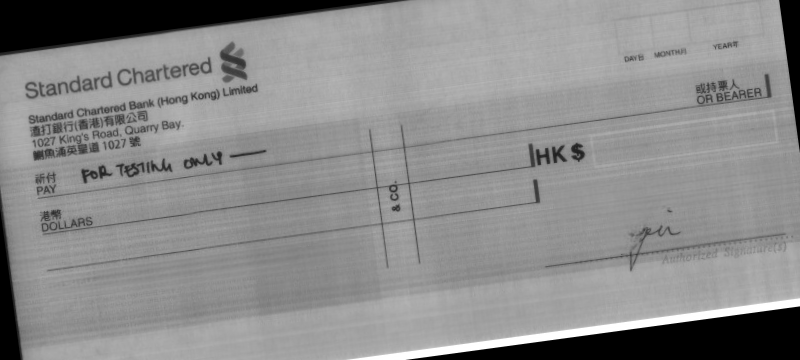 Standard Chartered
Standard Chartered Bank (Hong Kong) Limited
渣打銀行(香港)有限公司
1027 King's Road, Quarry Bay.
鰂魚涌英皇道 1027 號
DAY日 MONTH月 YEAR年
或持票人
OR BEARER
祈付
PAY FOR TESTING ONLY
港幣
DOLLARS
& CO.
HK $
Authorized Signature(s)